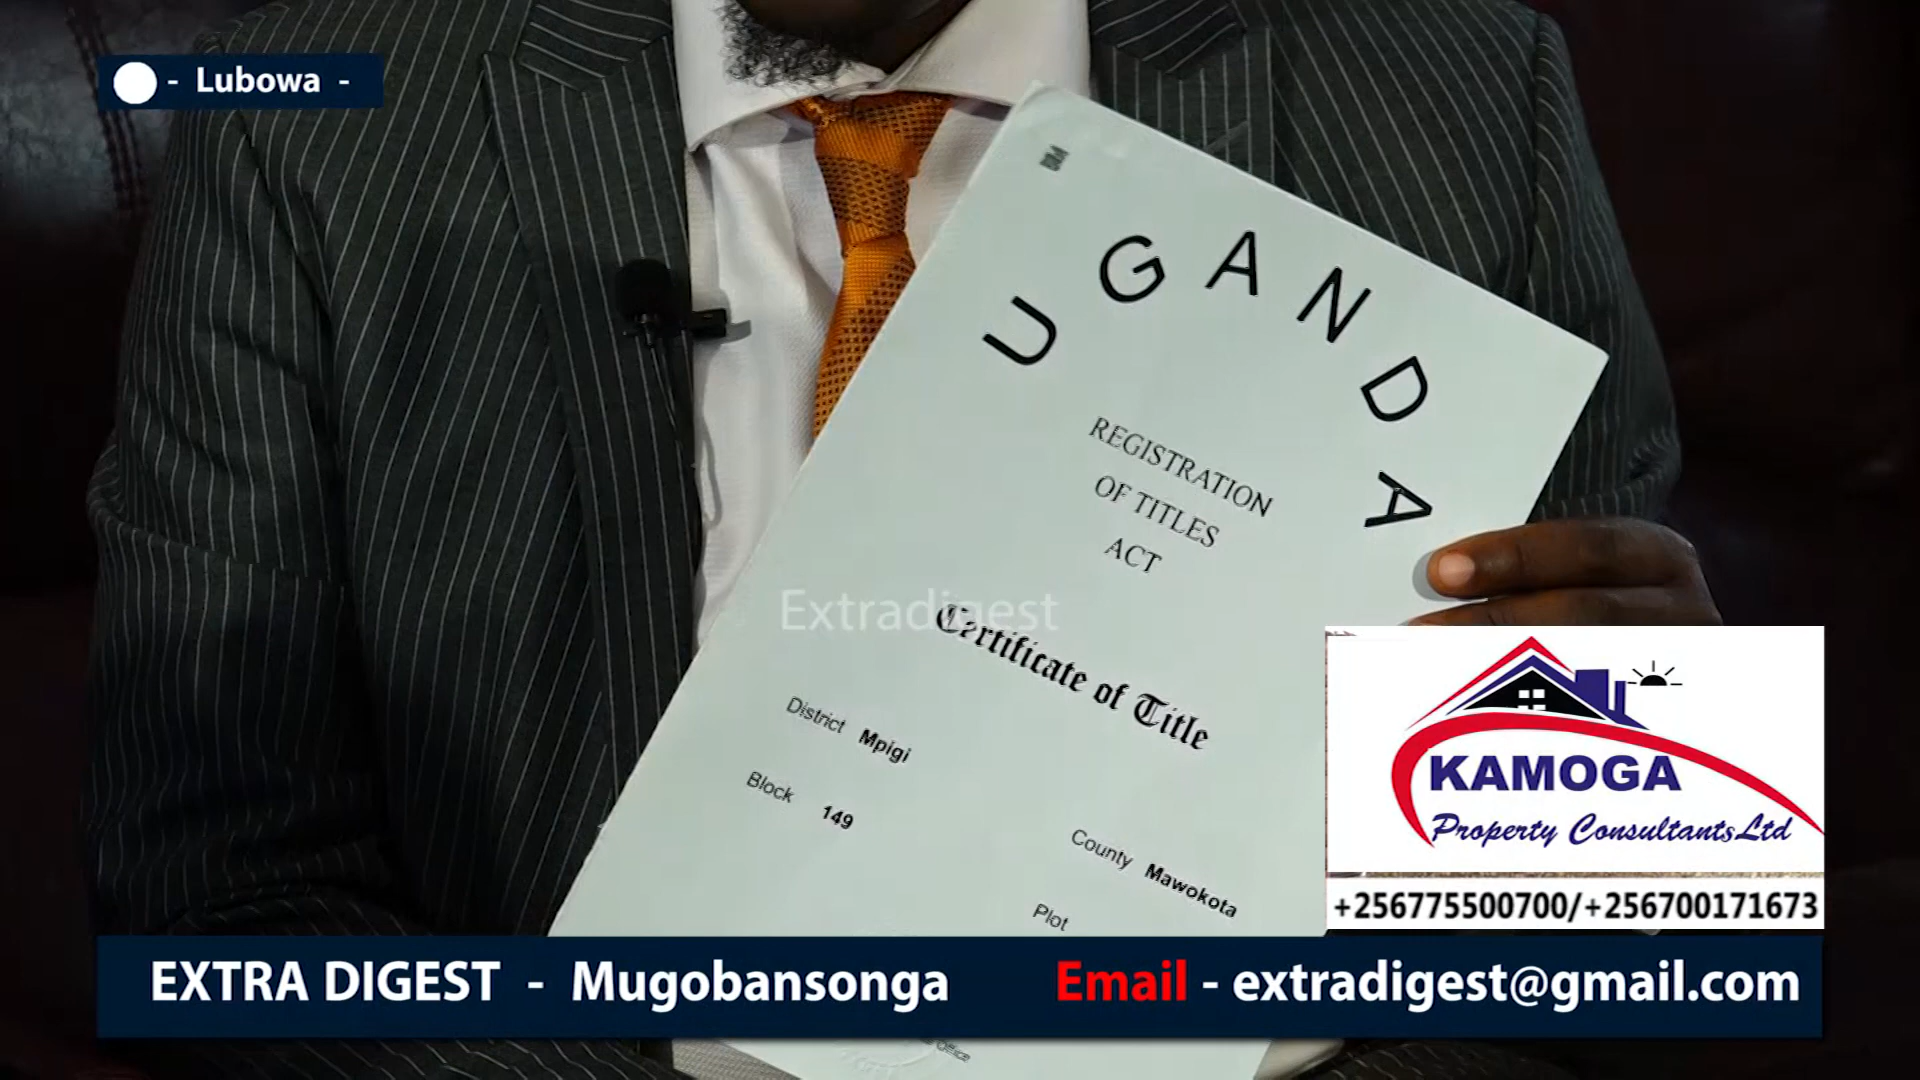 - Lubowa -
UGANDA
REGISTRATION
OF TITLES
ACT
Extradigest
Certificate of Title
District Mpigi
Block 149
County Mawokota
Plot
KAMOGA
Property Consultants Ltd
+256775500700/+256700171673
EXTRA DIGEST - Mugobansonga
Email - extradigest@gmail.com
Office